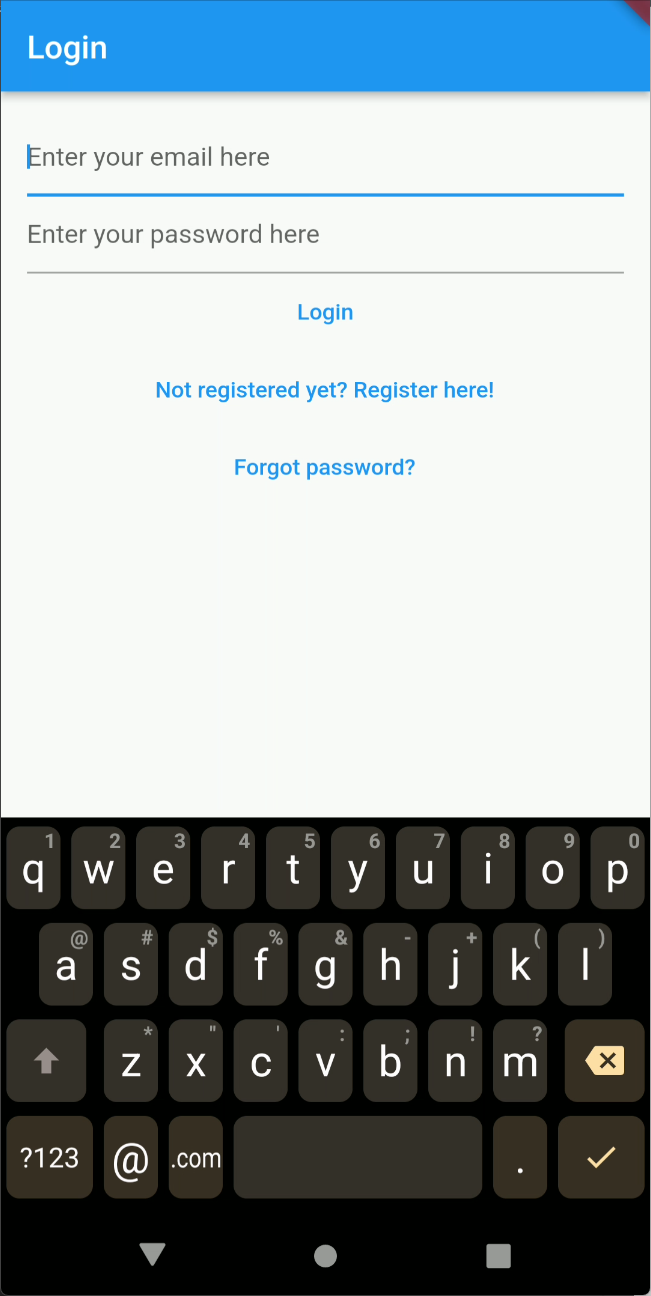 Login
Enter your email here
Enter your password here
Login
Not registered yet? Register here!
Forgot password?
1 2 3 4 5 6 7 8 9 0
q w e r t y u i o p
@ # $ % & - + ( )
a s d f g h j k l
* " ' : ; ! ?
z x c v b n m
?123 @ .com .